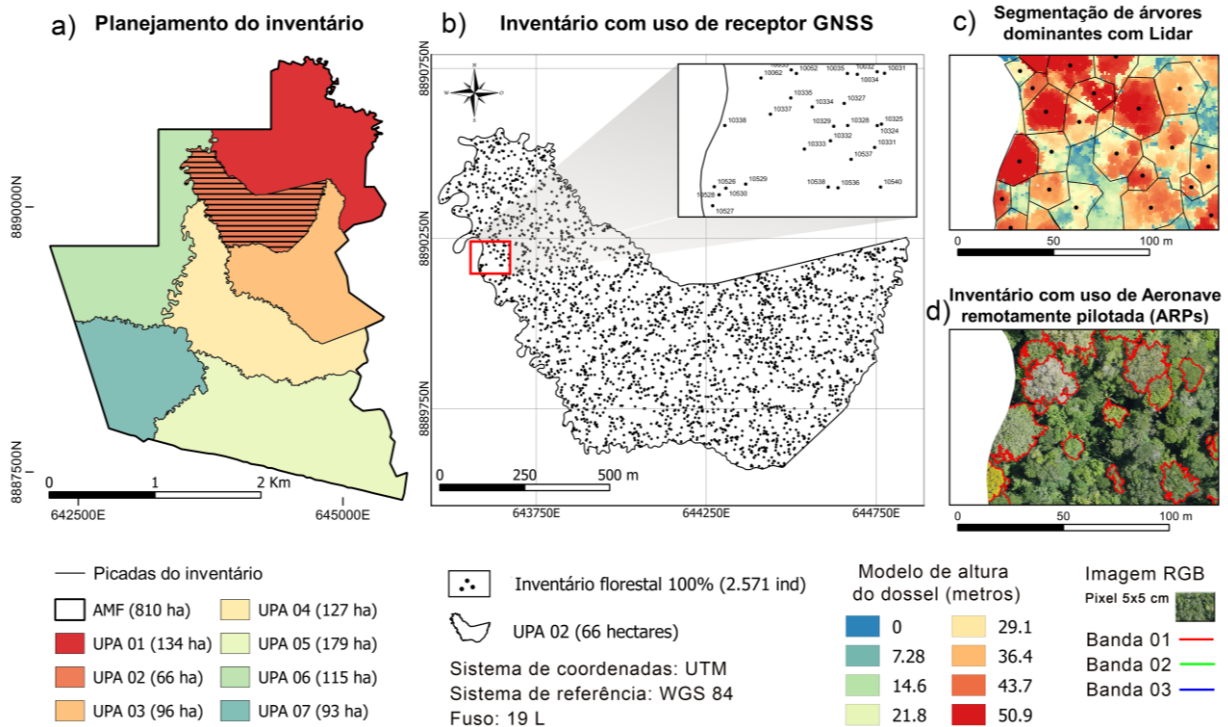 a) Planejamento do inventário
8890000N
8887500N
0 1 2 Km
642500E 645000E
b) Inventário com uso de receptor GNSS
8890750N
8890250N
8889750N
10062 10052 10035 10032 10031
10034
10335 10327
10334
10337
10338 10329 10328 10325
10324
10332
10333 10331
10537
10526 10529 10538 10536 10540
10528 10530
10527
0 250 500 m
643750E 644250E 644750E
c) Segmentação de árvores
dominantes com Lidar
0 50 100 m
d) Inventário com uso de Aeronave
remotamente pilotada (ARPs)
0 50 100 m
Picadas do inventário
AMF (810 ha)
UPA 01 (134 ha)
UPA 02 (66 ha)
UPA 03 (96 ha)
UPA 04 (127 ha)
UPA 05 (179 ha)
UPA 06 (115 ha)
UPA 07 (93 ha)
Inventário florestal 100% (2.571 ind)
UPA 02 (66 hectares)
Sistema de coordenadas: UTM
Sistema de referência: WGS 84
Fuso: 19 L
Modelo de altura
do dossel (metros)
0
7.28
14.6
21.8
29.1
36.4
43.7
50.9
Imagem RGB
Pixel 5x5 cm
Banda 01
Banda 02
Banda 03